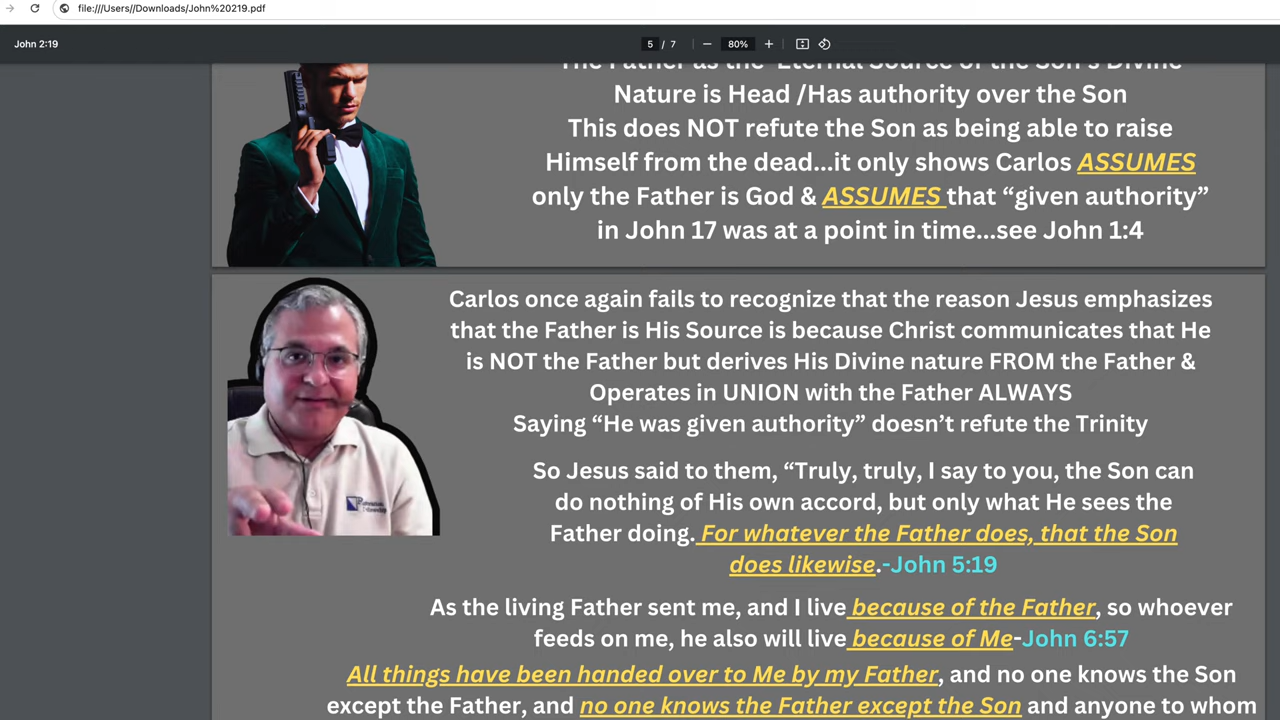 file:///Users//Downloads/John%20219.pdf
John 2:19
5 / 7
80%
The Father as the Eternal Source of the Son's Divine
Nature is Head /Has authority over the Son
This does NOT refute the Son as being able to raise
Himself from the dead...it only shows Carlos ASSUMES
only the Father is God & ASSUMES that “given authority”
in John 17 was at a point in time...see John 1:4
Carlos once again fails to recognize that the reason Jesus emphasizes
that the Father is His Source is because Christ communicates that He
is NOT the Father but derives His Divine nature FROM the Father &
Operates in UNION with the Father ALWAYS
Saying “He was given authority” doesn’t refute the Trinity
So Jesus said to them, “Truly, truly, I say to you, the Son can
do nothing of His own accord, but only what He sees the
Father doing. For whatever the Father does, that the Son
does likewise.-John 5:19
As the living Father sent me, and I live because of the Father, so whoever
feeds on me, he also will live because of Me-John 6:57
All things have been handed over to Me by my Father, and no one knows the Son
except the Father, and no one knows the Father except the Son and anyone to whom